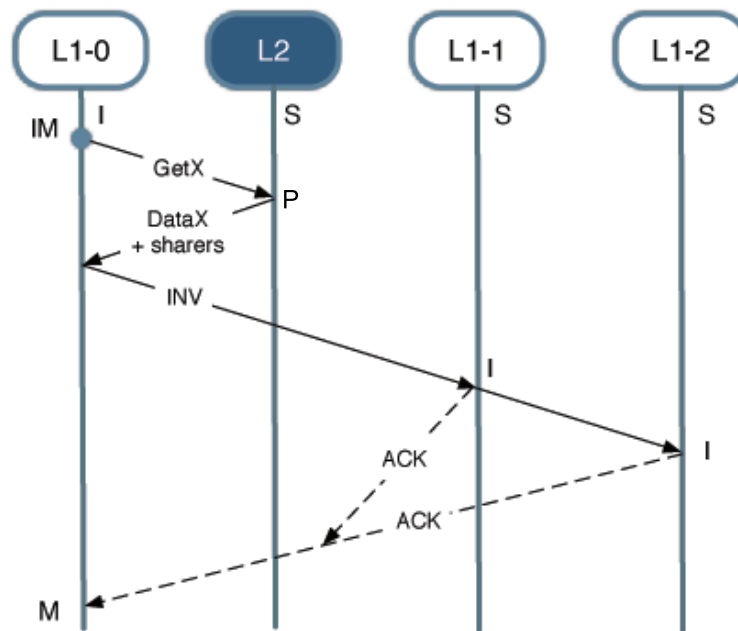 L1-0
L2
L1-1
L1-2
I
S
S
S
IM
GetX
P
DataX
+ sharers
INV
I
I
ACK
ACK
M